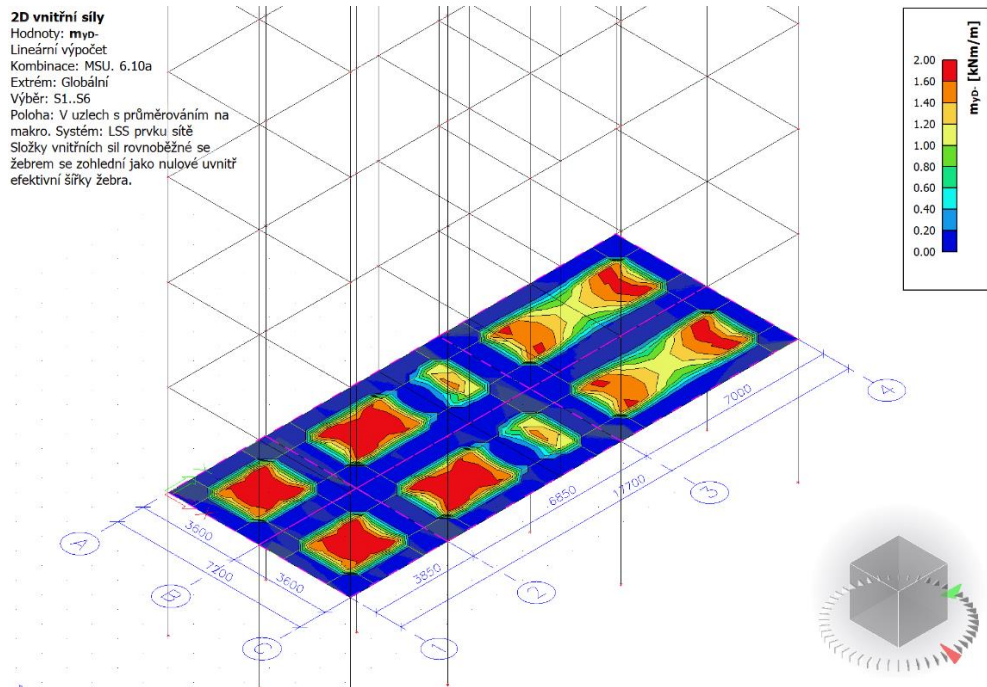 2D vnitřní síly
Hodnoty: myD-
Lineární výpočet
Kombinace: MSU. 6.10a
Extrém: Globální
Výběr: S1..S6
Poloha: V uzlech s průměrováním na
makro. Systém: LSS prvku sítě
Složky vnitřních sil rovnoběžné se
žebrem se zohlední jako nulové uvnitř
efektivní šířky žebra.
myD- [kNm/m]
2.00
1.60
1.40
1.20
1.00
0.80
0.60
0.40
0.20
0.00
A
B
C
1
2
3
4
3600
3600
7200
3850
6850
7000
17700